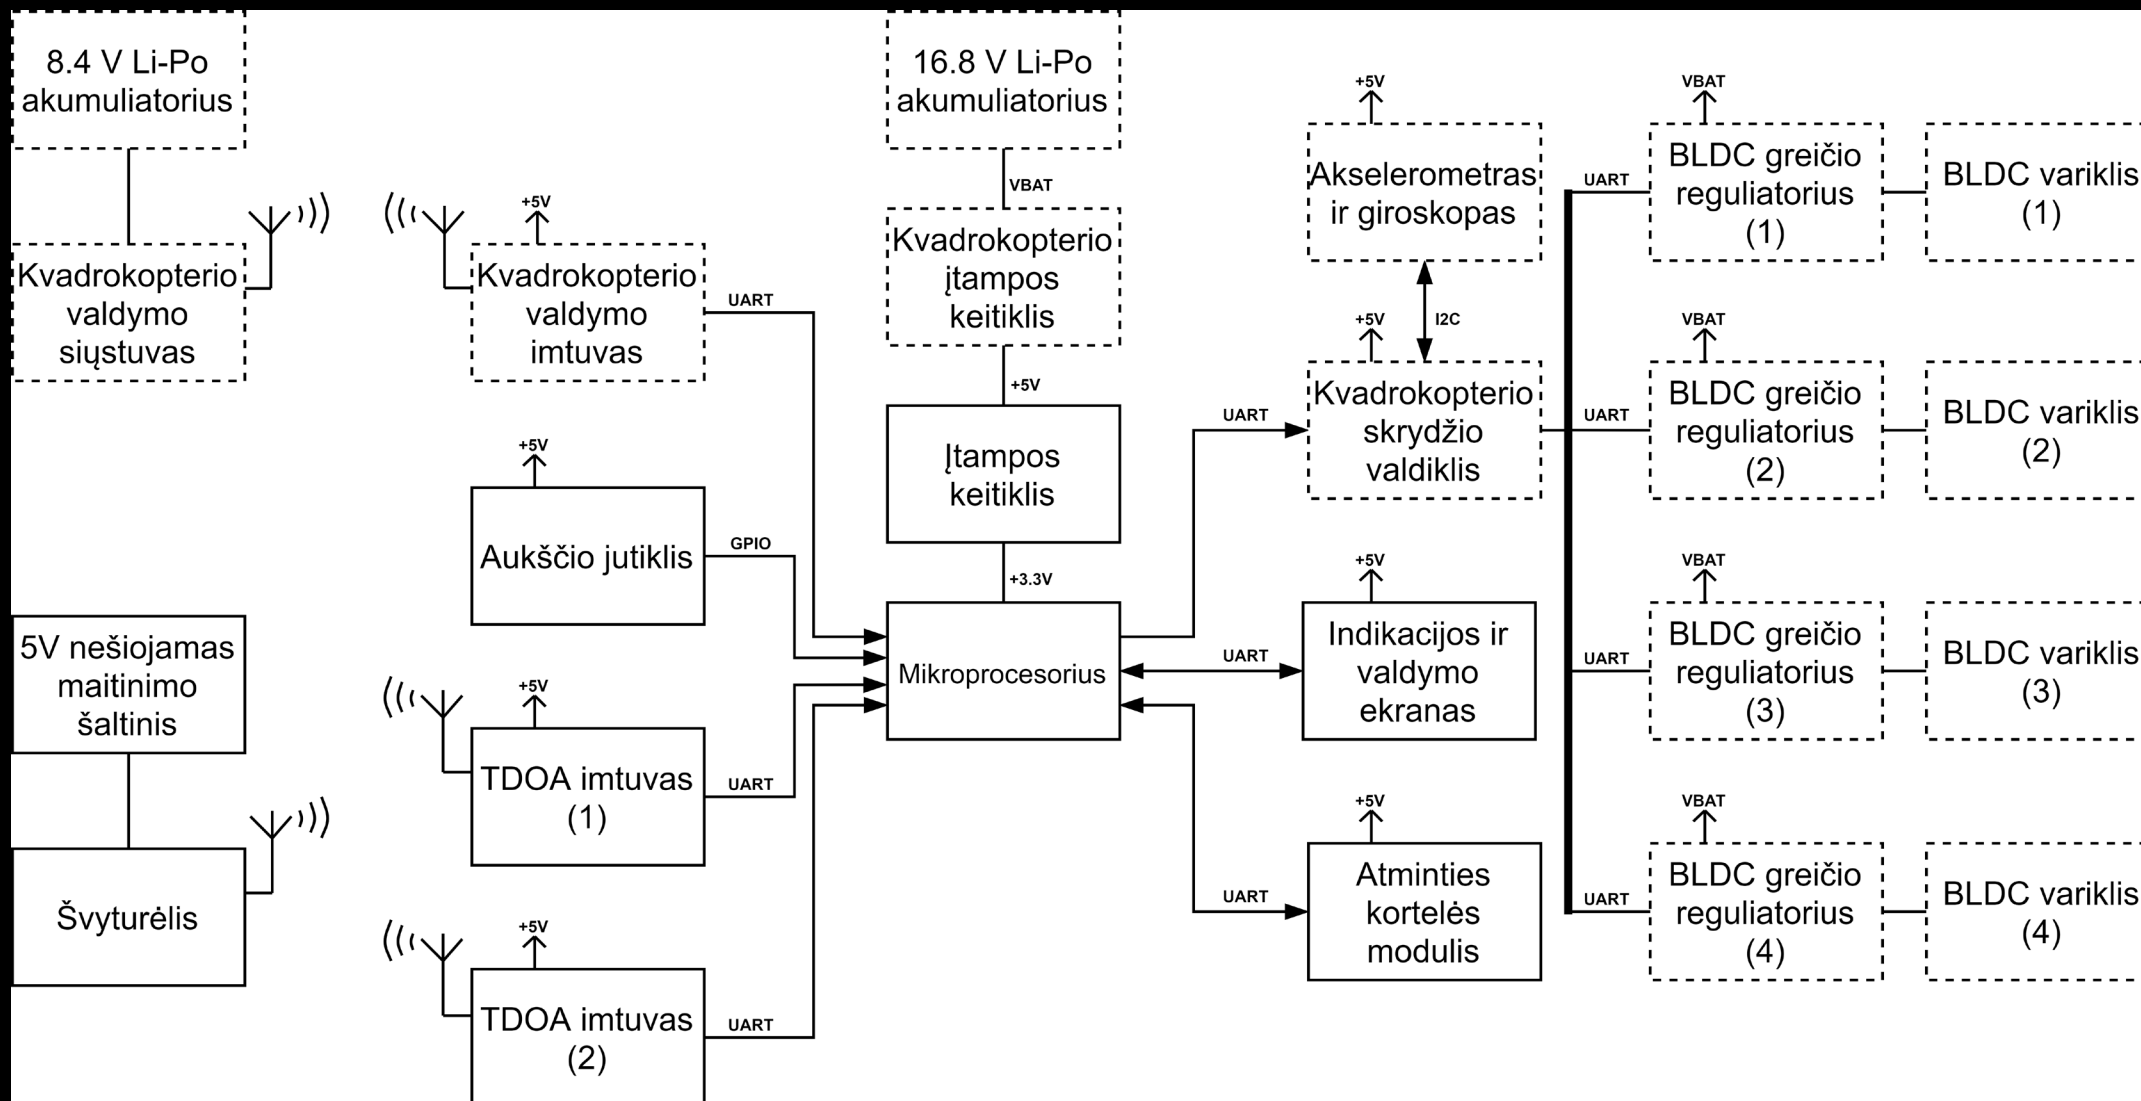 8.4 V Li-Po
akumuliatorius
Kvadrokopterio
valdymo
siųstuvas
5V nešiojamas
maitinimo
šaltinis
Švyturėlis
+5V
Kvadrokopterio
valdymo
imtuvas
UART
+5V
Aukščio jutiklis
GPIO
+5V
TDOA imtuvas
(1)
UART
+5V
TDOA imtuvas
(2)
UART
16.8 V Li-Po
akumuliatorius
VBAT
Kvadrokopterio
įtampos
keitiklis
+5V
Įtampos
keitiklis
+3.3V
Mikroprocesorius
+5V
Akselerometras
ir giroskopas
I2C
+5V
UART
Kvadrokopterio
skrydžio
valdiklis
+5V
UART
Indikacijos ir
valdymo
ekranas
+5V
UART
Atminties
kortelės
modulis
VBAT
UART
BLDC greičio
reguliatorius
(1)
BLDC variklis
(1)
VBAT
UART
BLDC greičio
reguliatorius
(2)
BLDC variklis
(2)
VBAT
UART
BLDC greičio
reguliatorius
(3)
BLDC variklis
(3)
VBAT
UART
BLDC greičio
reguliatorius
(4)
BLDC variklis
(4)